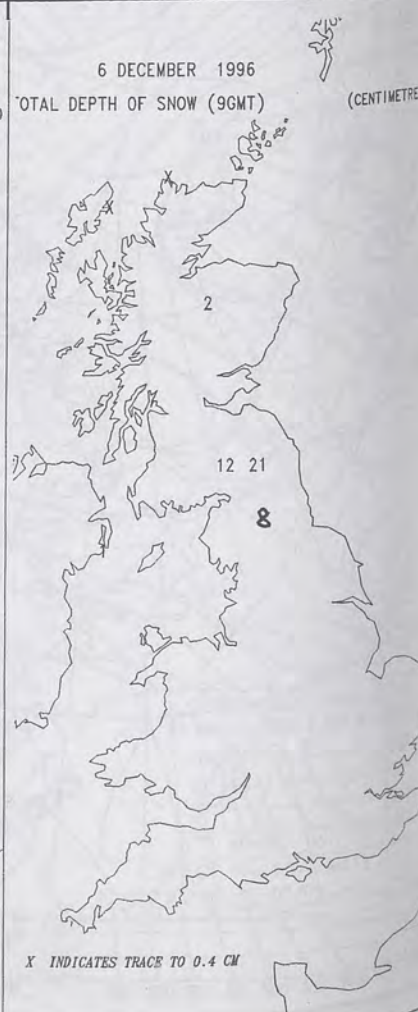 6 DECEMBER 1996
OTAL DEPTH OF SNOW (9GMT) (CENTIMETRE
X
X
2
12 21
8
X INDICATES TRACE TO 0.4 CM